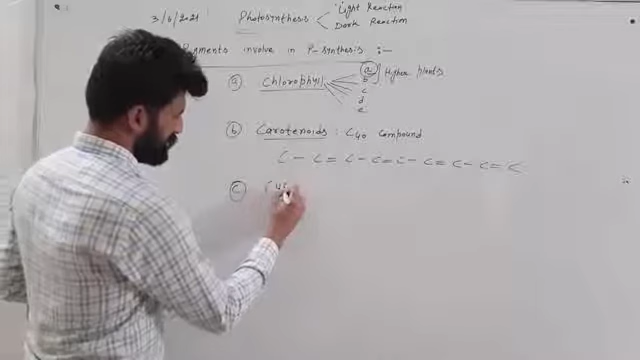 3/6/2021 Photosynthesis < Light Reaction
Dark Reaction
Pigments involve in P-synthesis :-
(a) Chlorophyll a
b Higher plants
c
d
e
(b) Carotenoids : C40 Compound
C - C = C - C = C - C = C - C = C
(c)